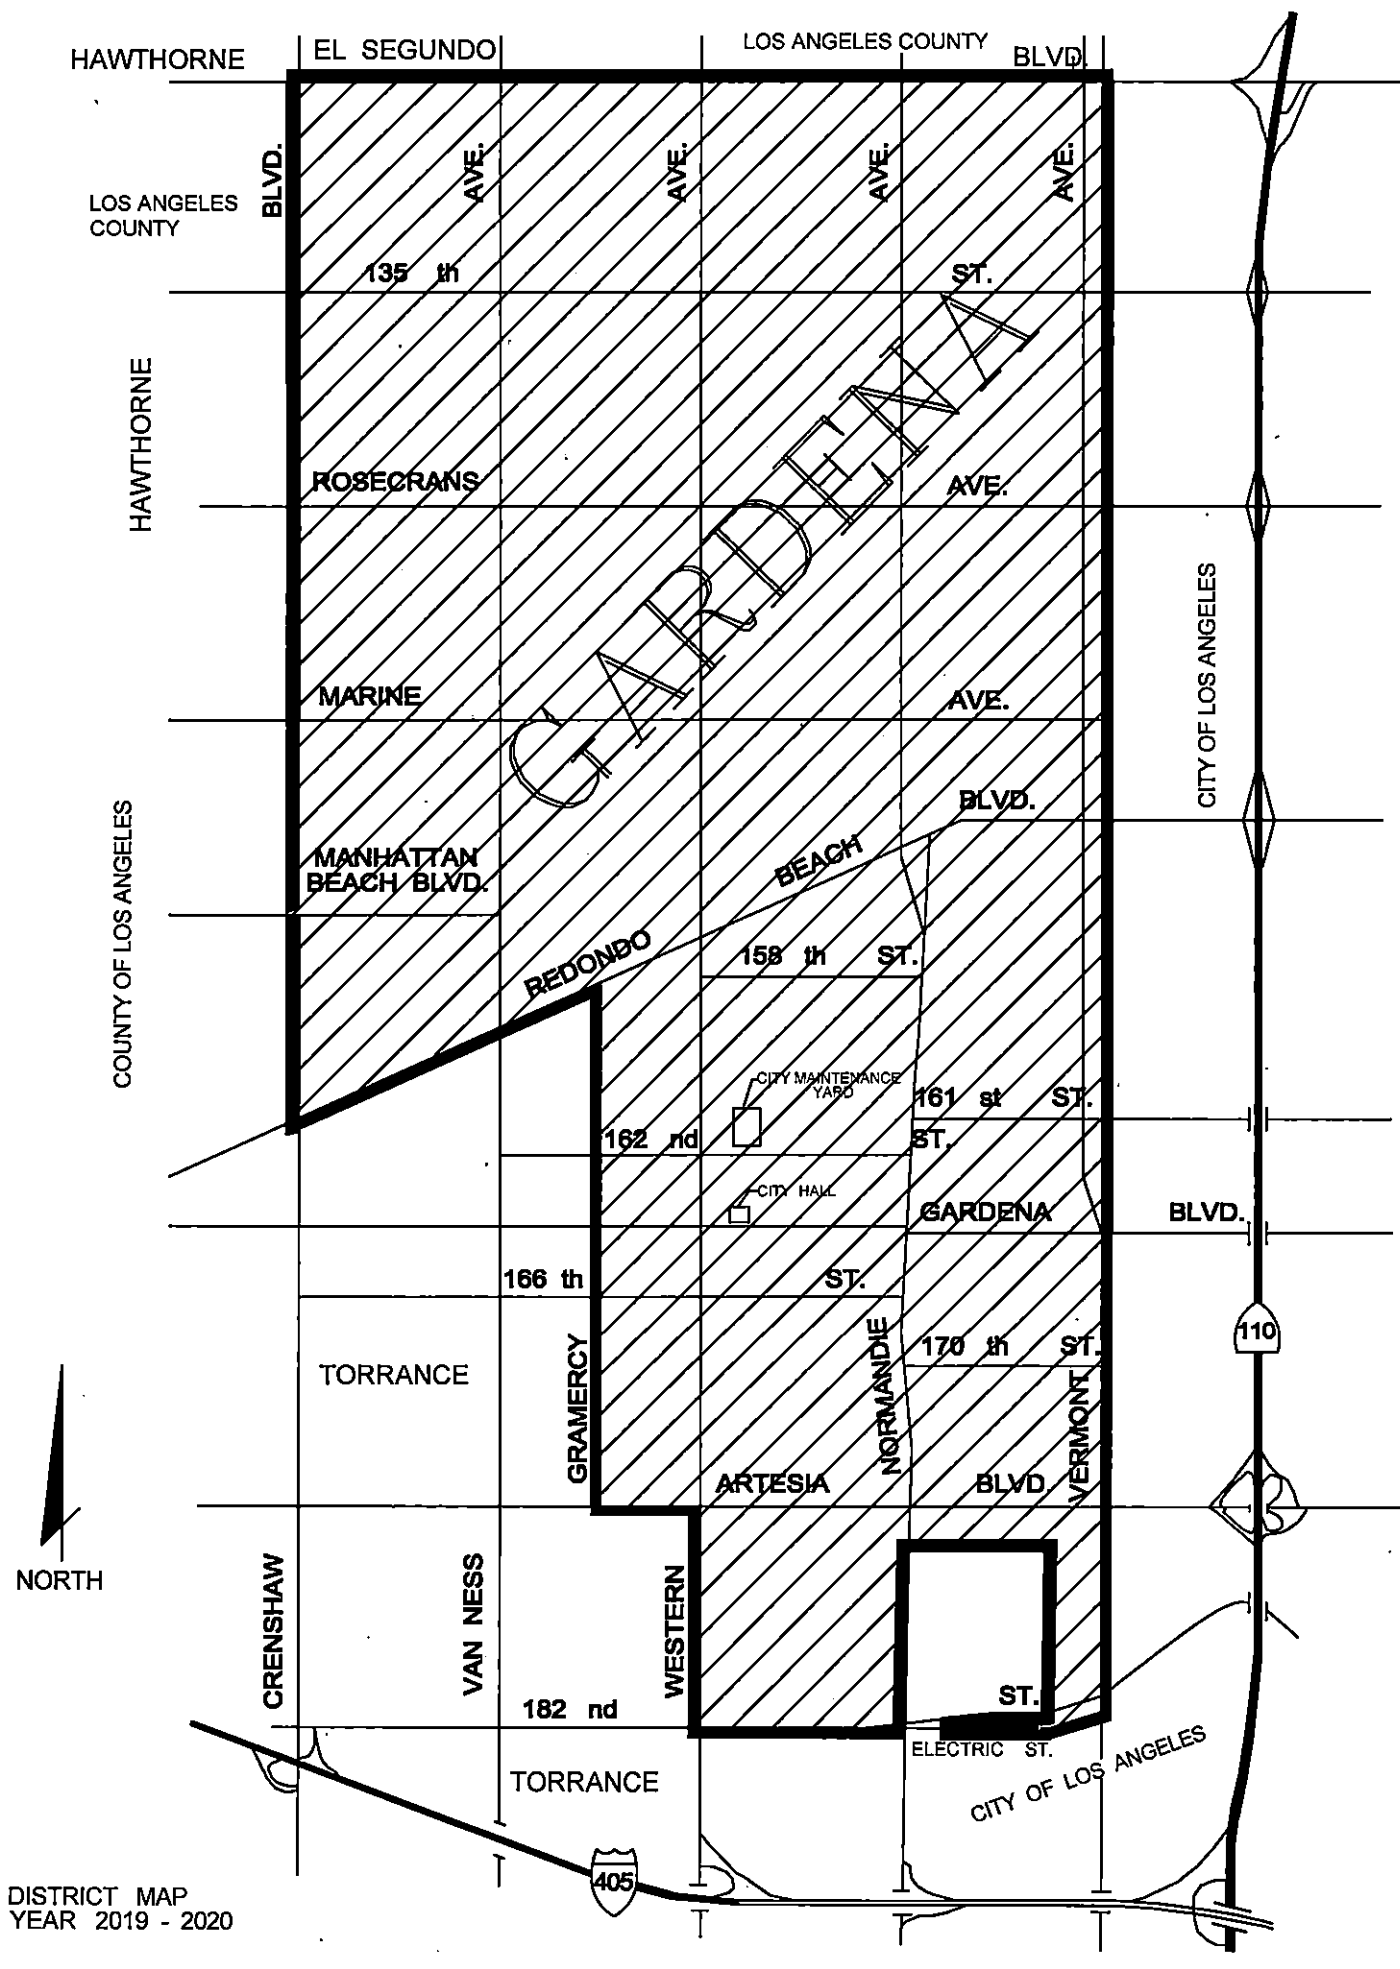 HAWTHORNE
EL SEGUNDO
LOS ANGELES COUNTY
BLVD.
BLVD.
AVE.
AVE.
AVE.
AVE.
LOS ANGELES
COUNTY
135 th
ST.
HAWTHORNE
GARDENA
ROSECRANS
AVE.
CITY OF LOS ANGELES
MARINE
AVE.
COUNTY OF LOS ANGELES
BLVD.
MANHATTAN
BEACH BLVD.
BEACH
REDONDO
158 th
ST.
CITY MAINTENANCE
YARD
161 st
ST.
162 nd
ST.
CITY HALL
GARDENA
BLVD.
166 th
ST.
110
170 th
ST.
TORRANCE
GRAMERCY
NORMANDIE
VERMONT
ARTESIA
BLVD.
NORTH
CRENSHAW
VAN NESS
WESTERN
182 nd
ST.
ELECTRIC ST.
CITY OF LOS ANGELES
TORRANCE
405
DISTRICT MAP
YEAR 2019 - 2020